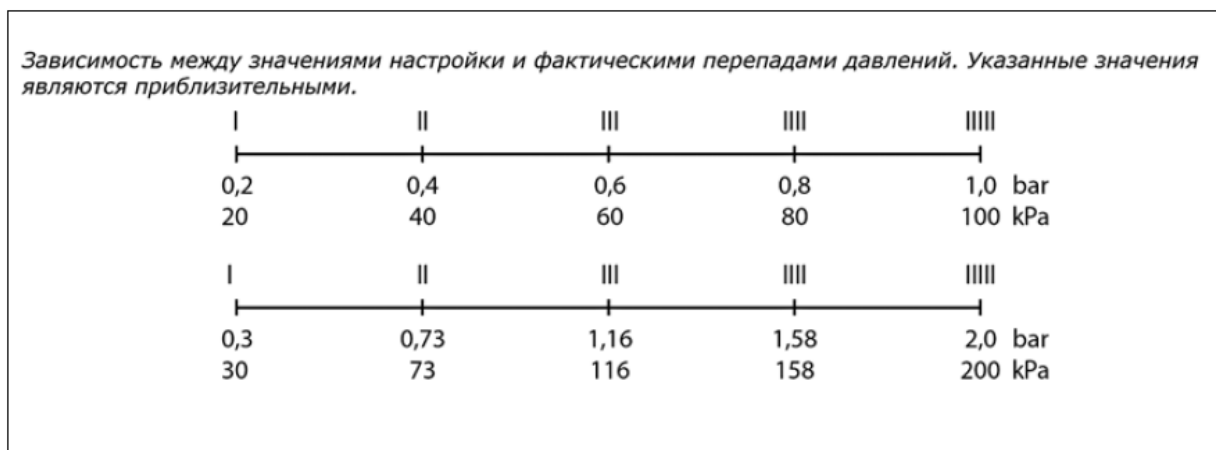 Зависимость между значениями настройки и фактическими перепадами давлений. Указанные значения
являются приблизительными.
I II III IIII IIIII
0,2 0,4 0,6 0,8 1,0 bar
20 40 60 80 100 kPa
I II III IIII IIIII
0,3 0,73 1,16 1,58 2,0 bar
30 73 116 158 200 kPa